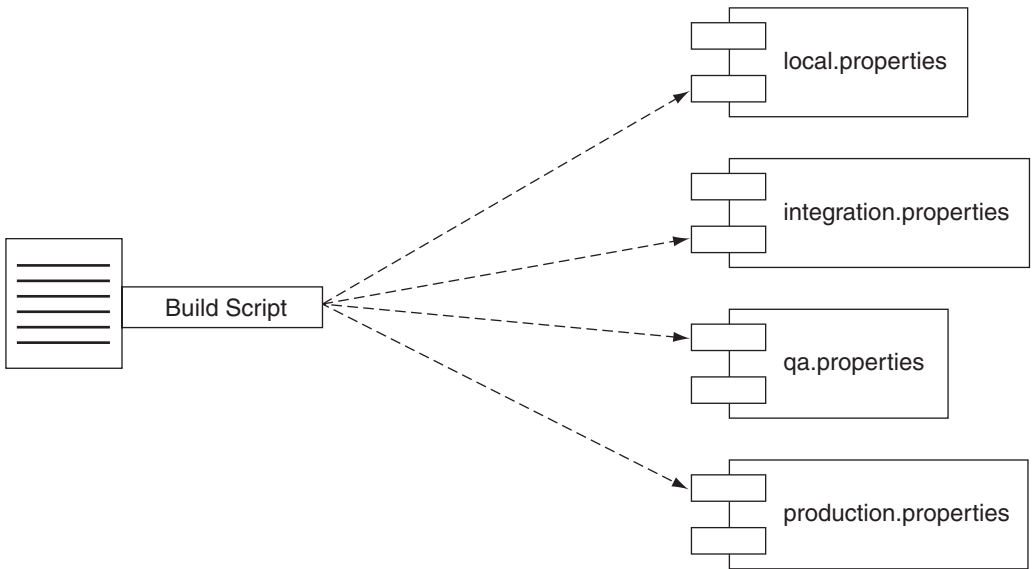 local.properties
integration.properties
Build Script
qa.properties
production.properties